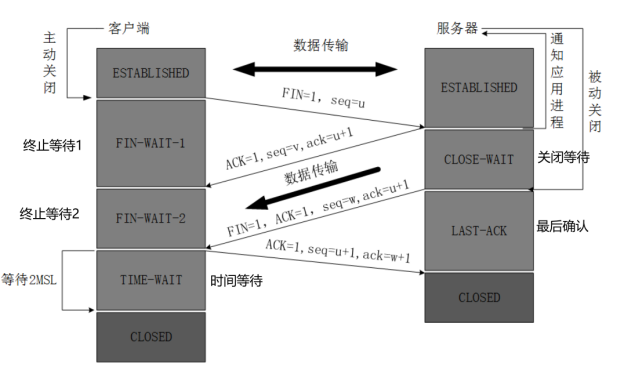 客户端
服务器
主动关闭
数据传输
通知应用进程
被动关闭
ESTABLISHED
ESTABLISHED
FIN=1, seq=u
终止等待1
FIN-WAIT-1
ACK=1,seq=v,ack=u+1
CLOSE-WAIT
关闭等待
数据传输
终止等待2
FIN-WAIT-2
FIN=1, ACK=1, seq=w,ack=u+1
LAST-ACK
最后确认
ACK=1,seq=u+1,ack=w+1
等待2MSL
TIME-WAIT
时间等待
CLOSED
CLOSED